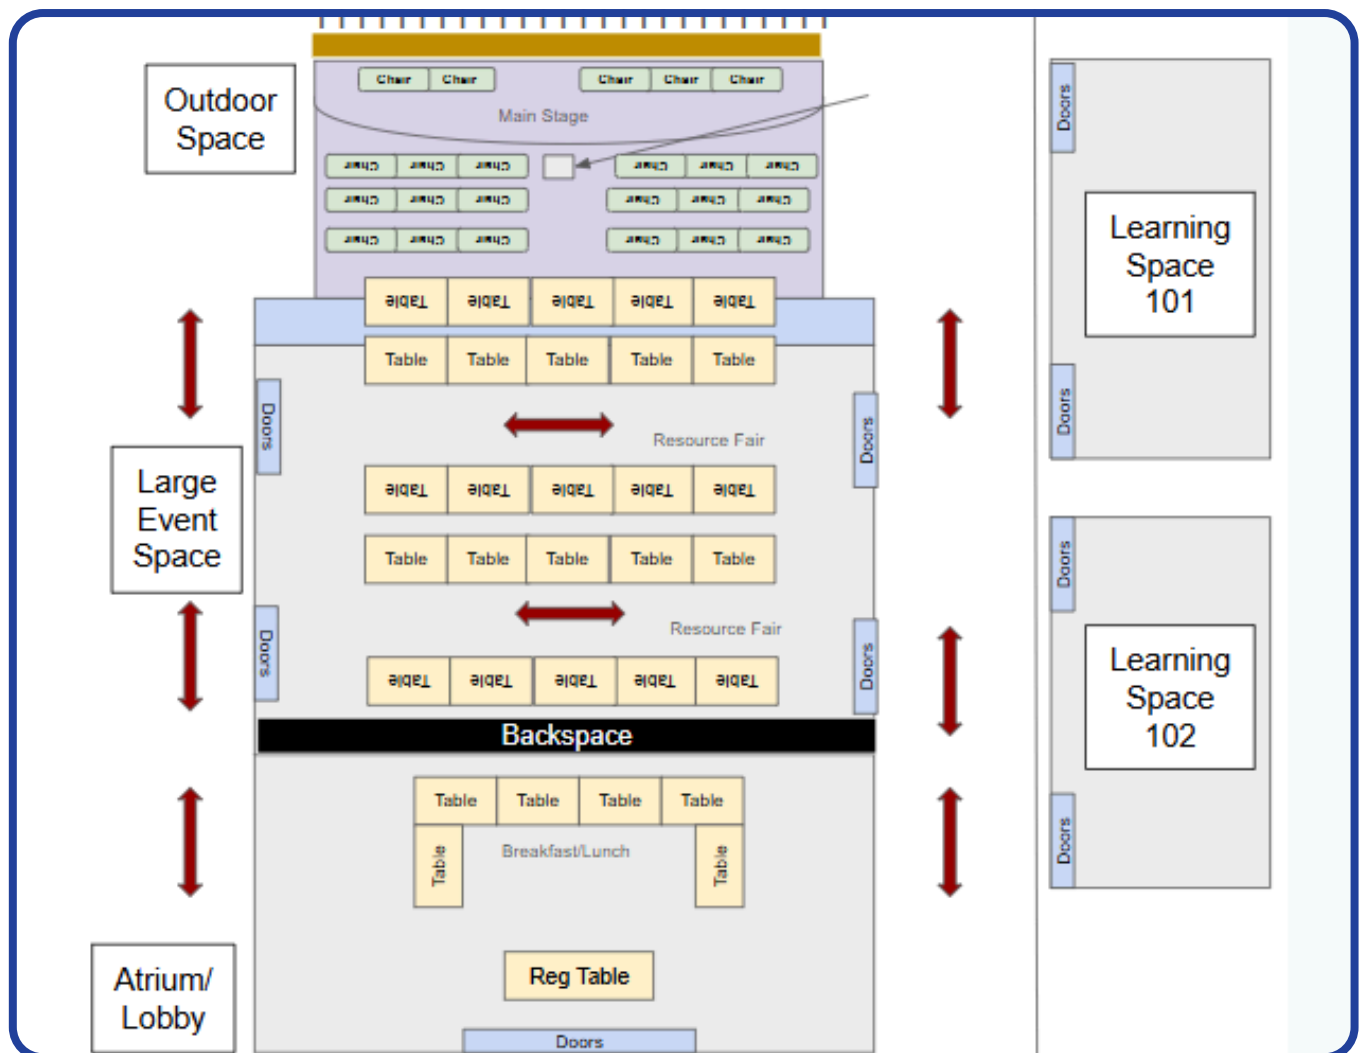 Chair Chair Chair Chair Chair
Doors
Outdoor
Space
Main Stage
Chair Chair Chair Chair Chair Chair
Chair Chair Chair Chair Chair Chair
Learning
Space
101
Chair Chair Chair Chair Chair Chair
Table Table Table Table Table
Table Table Table Table Table
Doors
Doors
Doors
Resource Fair
Large
Event
Space
Table Table Table Table Table
Table Table Table Table Table
Doors
Resource Fair
Doors
Doors
Learning
Space
102
Table Table Table Table Table
Backspace
Table Table Table Table
Breakfast/Lunch
Table Table
Doors
Reg Table
Atrium/
Lobby
Doors